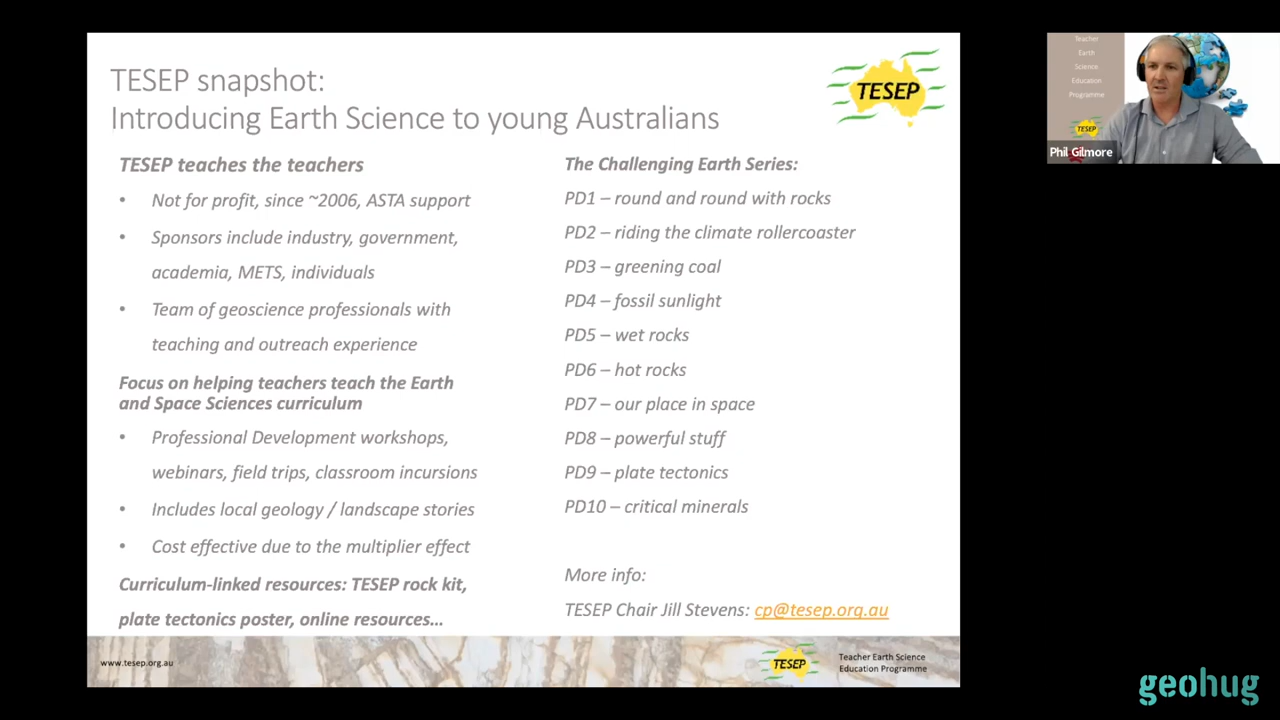 TESEP snapshot:
Introducing Earth Science to young Australians
TESEP
TESEP teaches the teachers
• Not for profit, since ~2006, ASTA support
• Sponsors include industry, government,
academia, METS, individuals
• Team of geoscience professionals with
teaching and outreach experience
Focus on helping teachers teach the Earth
and Space Sciences curriculum
• Professional Development workshops,
webinars, field trips, classroom incursions
• Includes local geology / landscape stories
• Cost effective due to the multiplier effect
Curriculum-linked resources: TESEP rock kit,
plate tectonics poster, online resources...
The Challenging Earth Series:
PD1 – round and round with rocks
PD2 – riding the climate rollercoaster
PD3 – greening coal
PD4 – fossil sunlight
PD5 – wet rocks
PD6 – hot rocks
PD7 – our place in space
PD8 – powerful stuff
PD9 – plate tectonics
PD10 – critical minerals
More info:
TESEP Chair Jill Stevens: cp@tesep.org.au
www.tesep.org.au
TESEP
Teacher Earth Science
Education Programme
Teacher
Earth
Science
Education
Programme
TESEP
Phil Gilmore
geohug